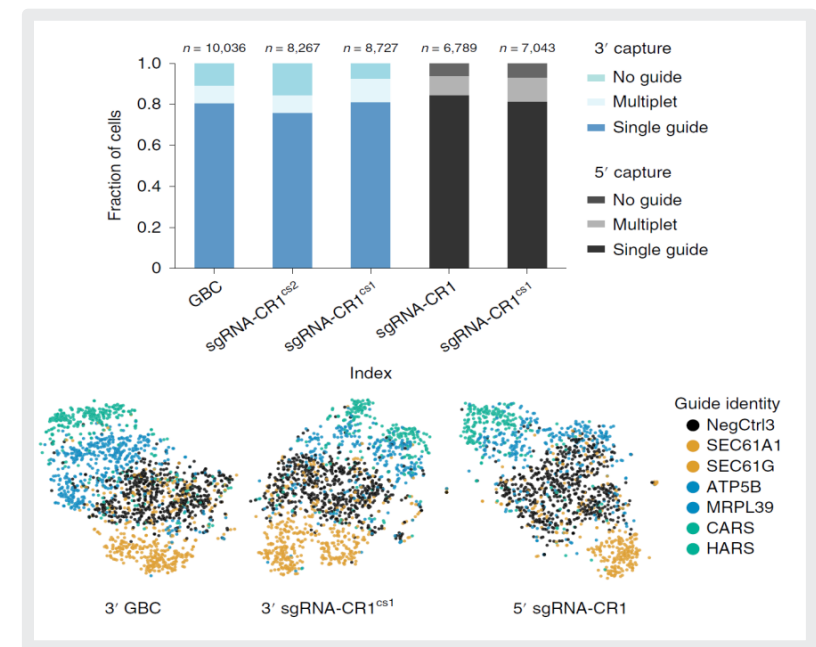 n = 10,036 n = 8,267 n = 8,727 n = 6,789 n = 7,043
Fraction of cells
1.0
0.8
0.6
0.4
0.2
0
GBC
sgRNA-CR1cs2
sgRNA-CR1cs1
sgRNA-CR1
sgRNA-CR1cs1
Index
3′ capture
No guide
Multiplet
Single guide
5′ capture
No guide
Multiplet
Single guide
Guide identity
NegCtrl3
SEC61A1
SEC61G
ATP5B
MRPL39
CARS
HARS
3′ GBC
3′ sgRNA-CR1cs1
5′ sgRNA-CR1